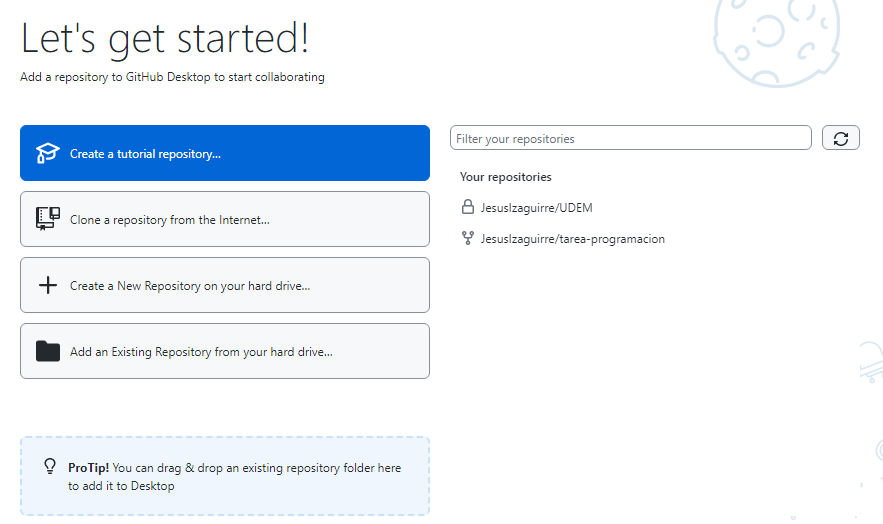 Let's get started!
Add a repository to GitHub Desktop to start collaborating
Create a tutorial repository...
Clone a repository from the Internet...
Create a New Repository on your hard drive...
Add an Existing Repository from your hard drive...
ProTip! You can drag & drop an existing repository folder here
to add it to Desktop
Filter your repositories
Your repositories
JesusIzaguirre/UDEM
JesusIzaguirre/tarea-programacion